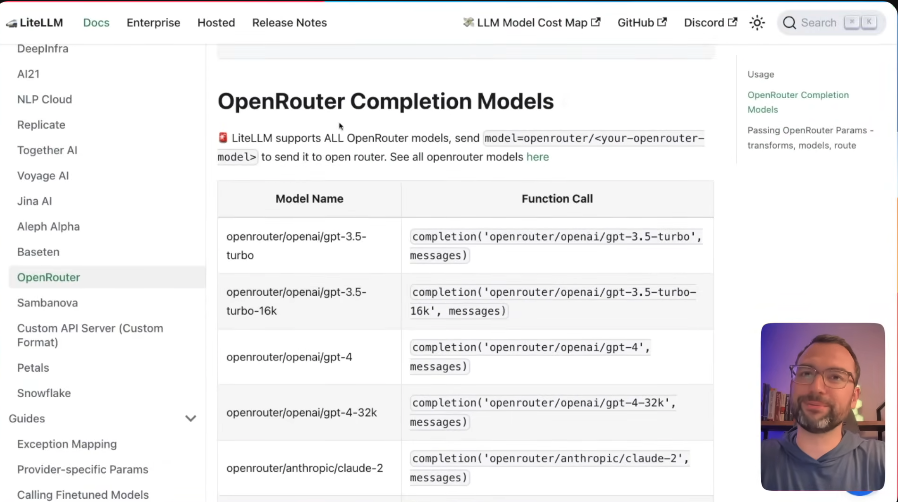 LiteLLM
Docs
Enterprise
Hosted
Release Notes
LLM Model Cost Map
GitHub
Discord
Search
K
DeepInfra
AI21
NLP Cloud
Replicate
Together AI
Voyage AI
Jina AI
Aleph Alpha
Baseten
OpenRouter
Sambanova
Custom API Server (Custom
Format)
Petals
Snowflake
Guides
Exception Mapping
Provider-specific Params
Calling Finetuned Models
OpenRouter Completion Models
LiteLLM supports ALL OpenRouter models, send model=openrouter/<your-openrouter-
model> to send it to open router. See all openrouter models here
Model Name
Function Call
openrouter/openai/gpt-3.5-
turbo
completion('openrouter/openai/gpt-3.5-turbo',
messages)
openrouter/openai/gpt-3.5-
turbo-16k
completion('openrouter/openai/gpt-3.5-turbo-
16k', messages)
openrouter/openai/gpt-4
completion('openrouter/openai/gpt-4',
messages)
openrouter/openai/gpt-4-32k
completion('openrouter/openai/gpt-4-32k',
messages)
openrouter/anthropic/claude-2
completion('openrouter/anthropic/claude-2',
messages)
Usage
OpenRouter Completion
Models
Passing OpenRouter Params -
transforms, models, route